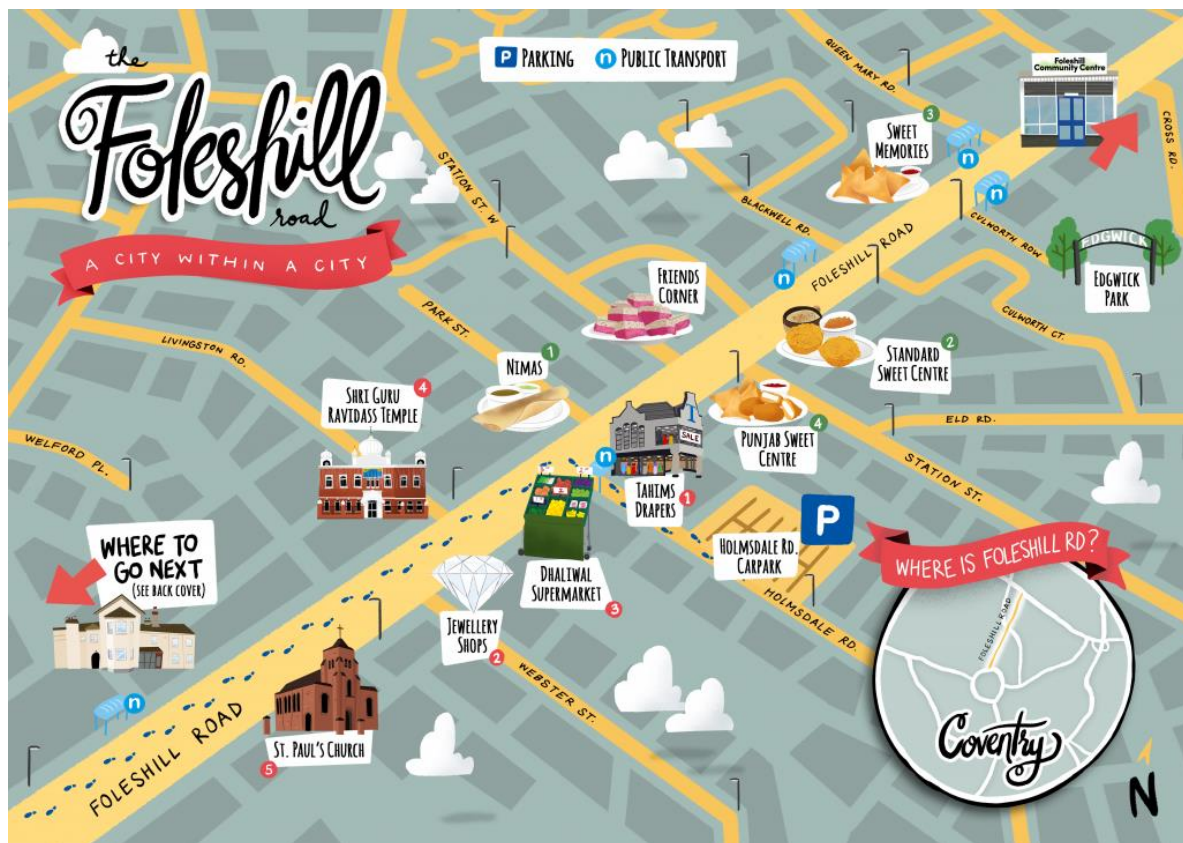 the
Foleshill
road
A CITY WITHIN A CITY
P PARKING
n PUBLIC TRANSPORT
QUEEN MARY RD.
Foleshill
Community Centre
CROSS RD.
3
SWEET
MEMORIES
n
n
STATION ST. W
BLACKWELL RD.
CULWORTH ROW
EDGWICK
EDGWICK
PARK
FOLESHILL ROAD
n
FRIENDS
CORNER
CULWORTH CT.
PARK ST.
LIVINGSTON RD.
NIMAS
1
STANDARD
SWEET CENTRE
2
SHRI GURU
RAVIDASS TEMPLE
4
T
SALE
PUNJAB SWEET
CENTRE
4
ELD RD.
WELFORD PL.
STATION ST.
n
TAHIMS
DRAPERS
1
P
HOLMSDALE RD.
CARPARK
WHERE TO
GO NEXT
(SEE BACK COVER)
WHERE IS FOLESHILL RD?
DHALIWAL
SUPERMARKET
3
HOLMSDALE RD.
JEWELLERY
SHOPS
2
FOLESHILL ROAD
WEBSTER ST.
n
ST. PAUL'S CHURCH
5
FOLESHILL ROAD
Coventry
N